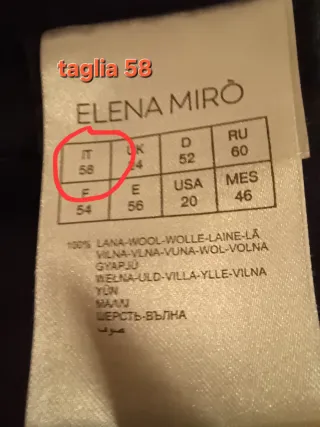 taglia 58
ELENA MIRÒ
IT UK D RU
58 24 52 60
F E USA MES
54 56 20 46
100% LANA-WOOL-WOLLE-LAINE-LÃ
VILNA-VLNA-VUNA-WOL-VOLNA
GYAPJÚ
WEŁNA-ULD-VILLA-YLLE-VILNA
YÜN
ΜΑΛΛΙ
ШЕРСТЬ-ВЪЛНА
صوف